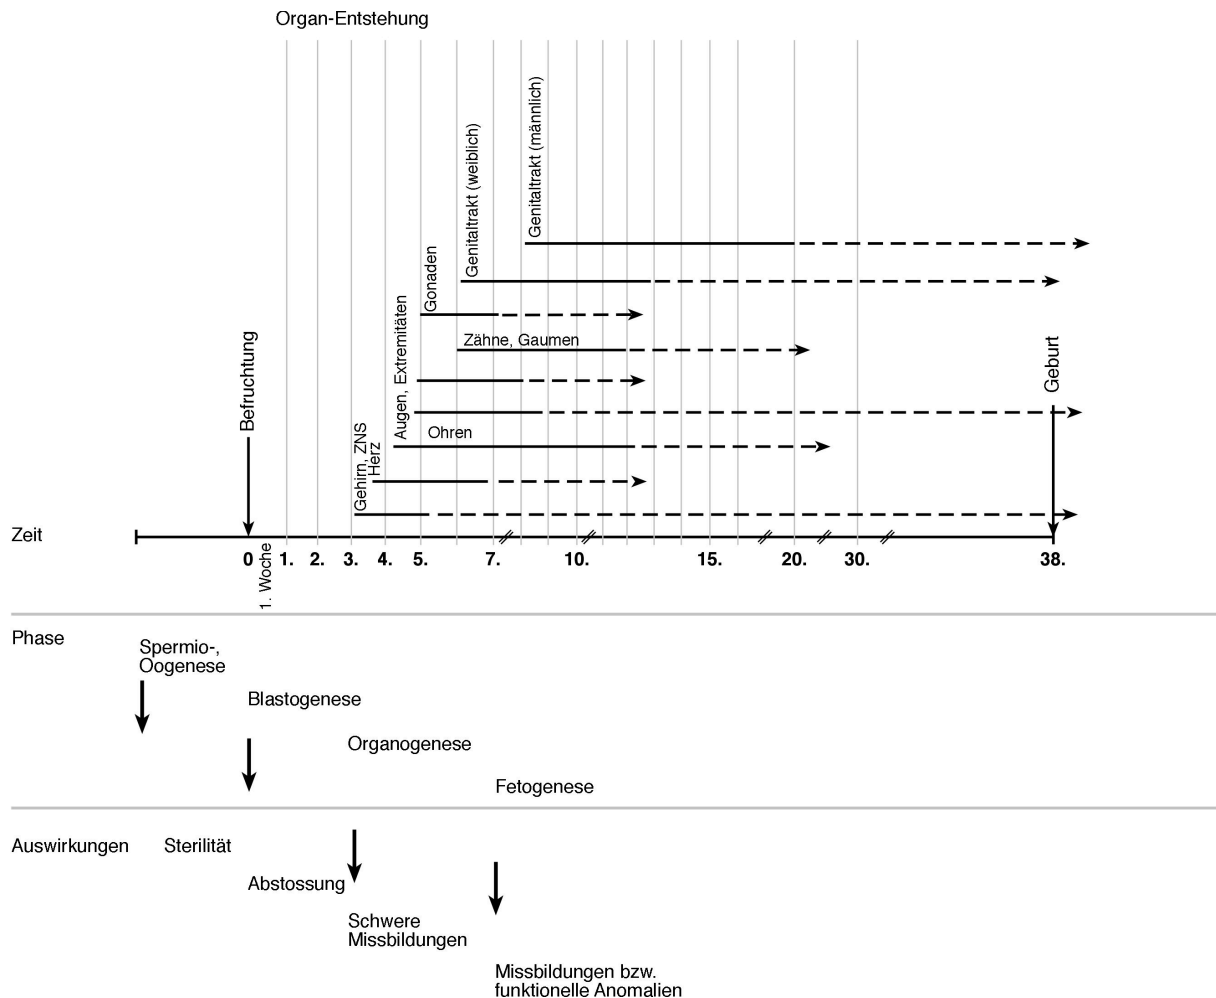 Organ-Entstehung
Genitaltrakt (männlich)
Genitaltrakt (weiblich)
Gonaden
Zähne, Gaumen
Augen, Extremitäten
Ohren
Gehirn, ZNS
Herz
Befruchtung
Geburt
Zeit
0 1. 2. 3. 4. 5. 7. 10. 15. 20. 30. 38.
1. Woche
Phase
Spermio-,
Oogenese
Blastogenese
Organogenese
Fetogenese
Auswirkungen Sterilität
Abstossung
Schwere
Missbildungen
Missbildungen bzw.
funktionelle Anomalien